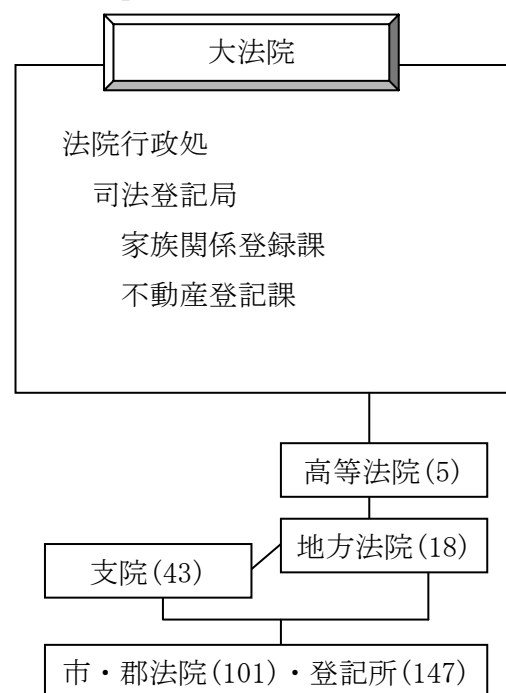 大法院
法院行政処
司法登記局
家族関係登録課
不動産登記課
高等法院(5)
地方法院(18)
支院(43)
市・郡法院(101)・登記所(147)